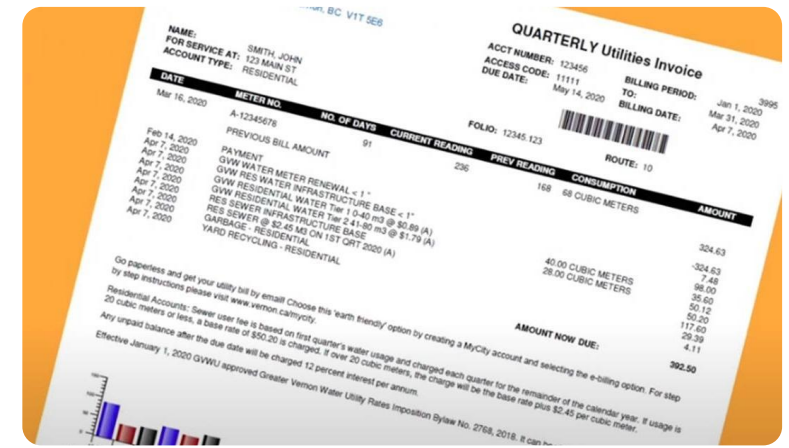 BC V1T 5E6
QUARTERLY Utilities Invoice
NAME: SMITH, JOHN
FOR SERVICE AT: 123 MAIN ST
ACCOUNT TYPE: RESIDENTIAL
ACCT NUMBER: 123456
ACCESS CODE: 11111
DUE DATE: May 14, 2020
3995
BILLING PERIOD: Jan 1, 2020
TO: Mar 31, 2020
BILLING DATE: Apr 7, 2020
FOLIO: 12345.123
ROUTE: 10
DATE METER NO. NO. OF DAYS CURRENT READING PREV READING CONSUMPTION AMOUNT
Mar 16, 2020 A-12345678 91 236 168 68 CUBIC METERS
PREVIOUS BILL AMOUNT 324.63
Feb 14, 2020 PAYMENT -324.63
Apr 7, 2020 GVW WATER METER RENEWAL < 1" 7.48
Apr 7, 2020 GVW RES WATER INFRASTRUCTURE BASE < 1" 98.00
Apr 7, 2020 GVW RESIDENTIAL WATER Tier 1 0-40 m3 @ $0.89 (A) 40.00 CUBIC METERS 35.60
Apr 7, 2020 GVW RESIDENTIAL WATER Tier 2 41-80 m3 @ $1.79 (A) 28.00 CUBIC METERS 50.12
Apr 7, 2020 RES SEWER INFRASTRUCTURE BASE 50.20
Apr 7, 2020 RES SEWER @ $2.45 M3 ON 1ST QRT 2020 (A) 117.60
Apr 7, 2020 GARBAGE - RESIDENTIAL 29.39
Apr 7, 2020 YARD RECYCLING - RESIDENTIAL 4.11
AMOUNT NOW DUE: 392.50
Go paperless and get your utility bill by email! Choose this 'earth friendly' option by creating a MyCity account and selecting the e-billing option. For step
by step instructions please visit www.vernon.ca/mycity.
Residential Accounts: Sewer user fee is based on first quarter's water usage and charged each quarter for the remainder of the calendar year. If usage is
20 cubic meters or less, a base rate of $50.20 is charged. If over 20 cubic meters, the charge will be the base rate plus $2.45 per cubic meter.
Any unpaid balance after the due date will be charged 12 percent interest per annum.
Effective January 1, 2020 GVWU approved Greater Vernon Water Utility Rates Imposition Bylaw No. 2768, 2018. It can be